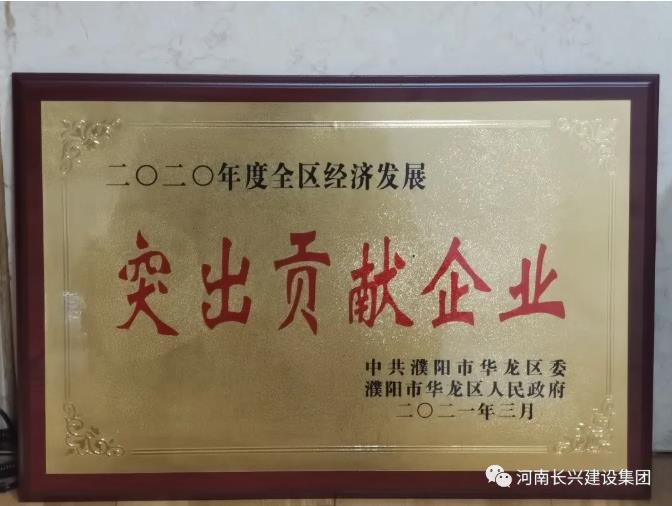 二〇二〇年度全区经济发展
突出贡献企业
中共濮阳市华龙区委
濮阳市华龙区人民政府
二〇二一年三月
河南长兴建设集团